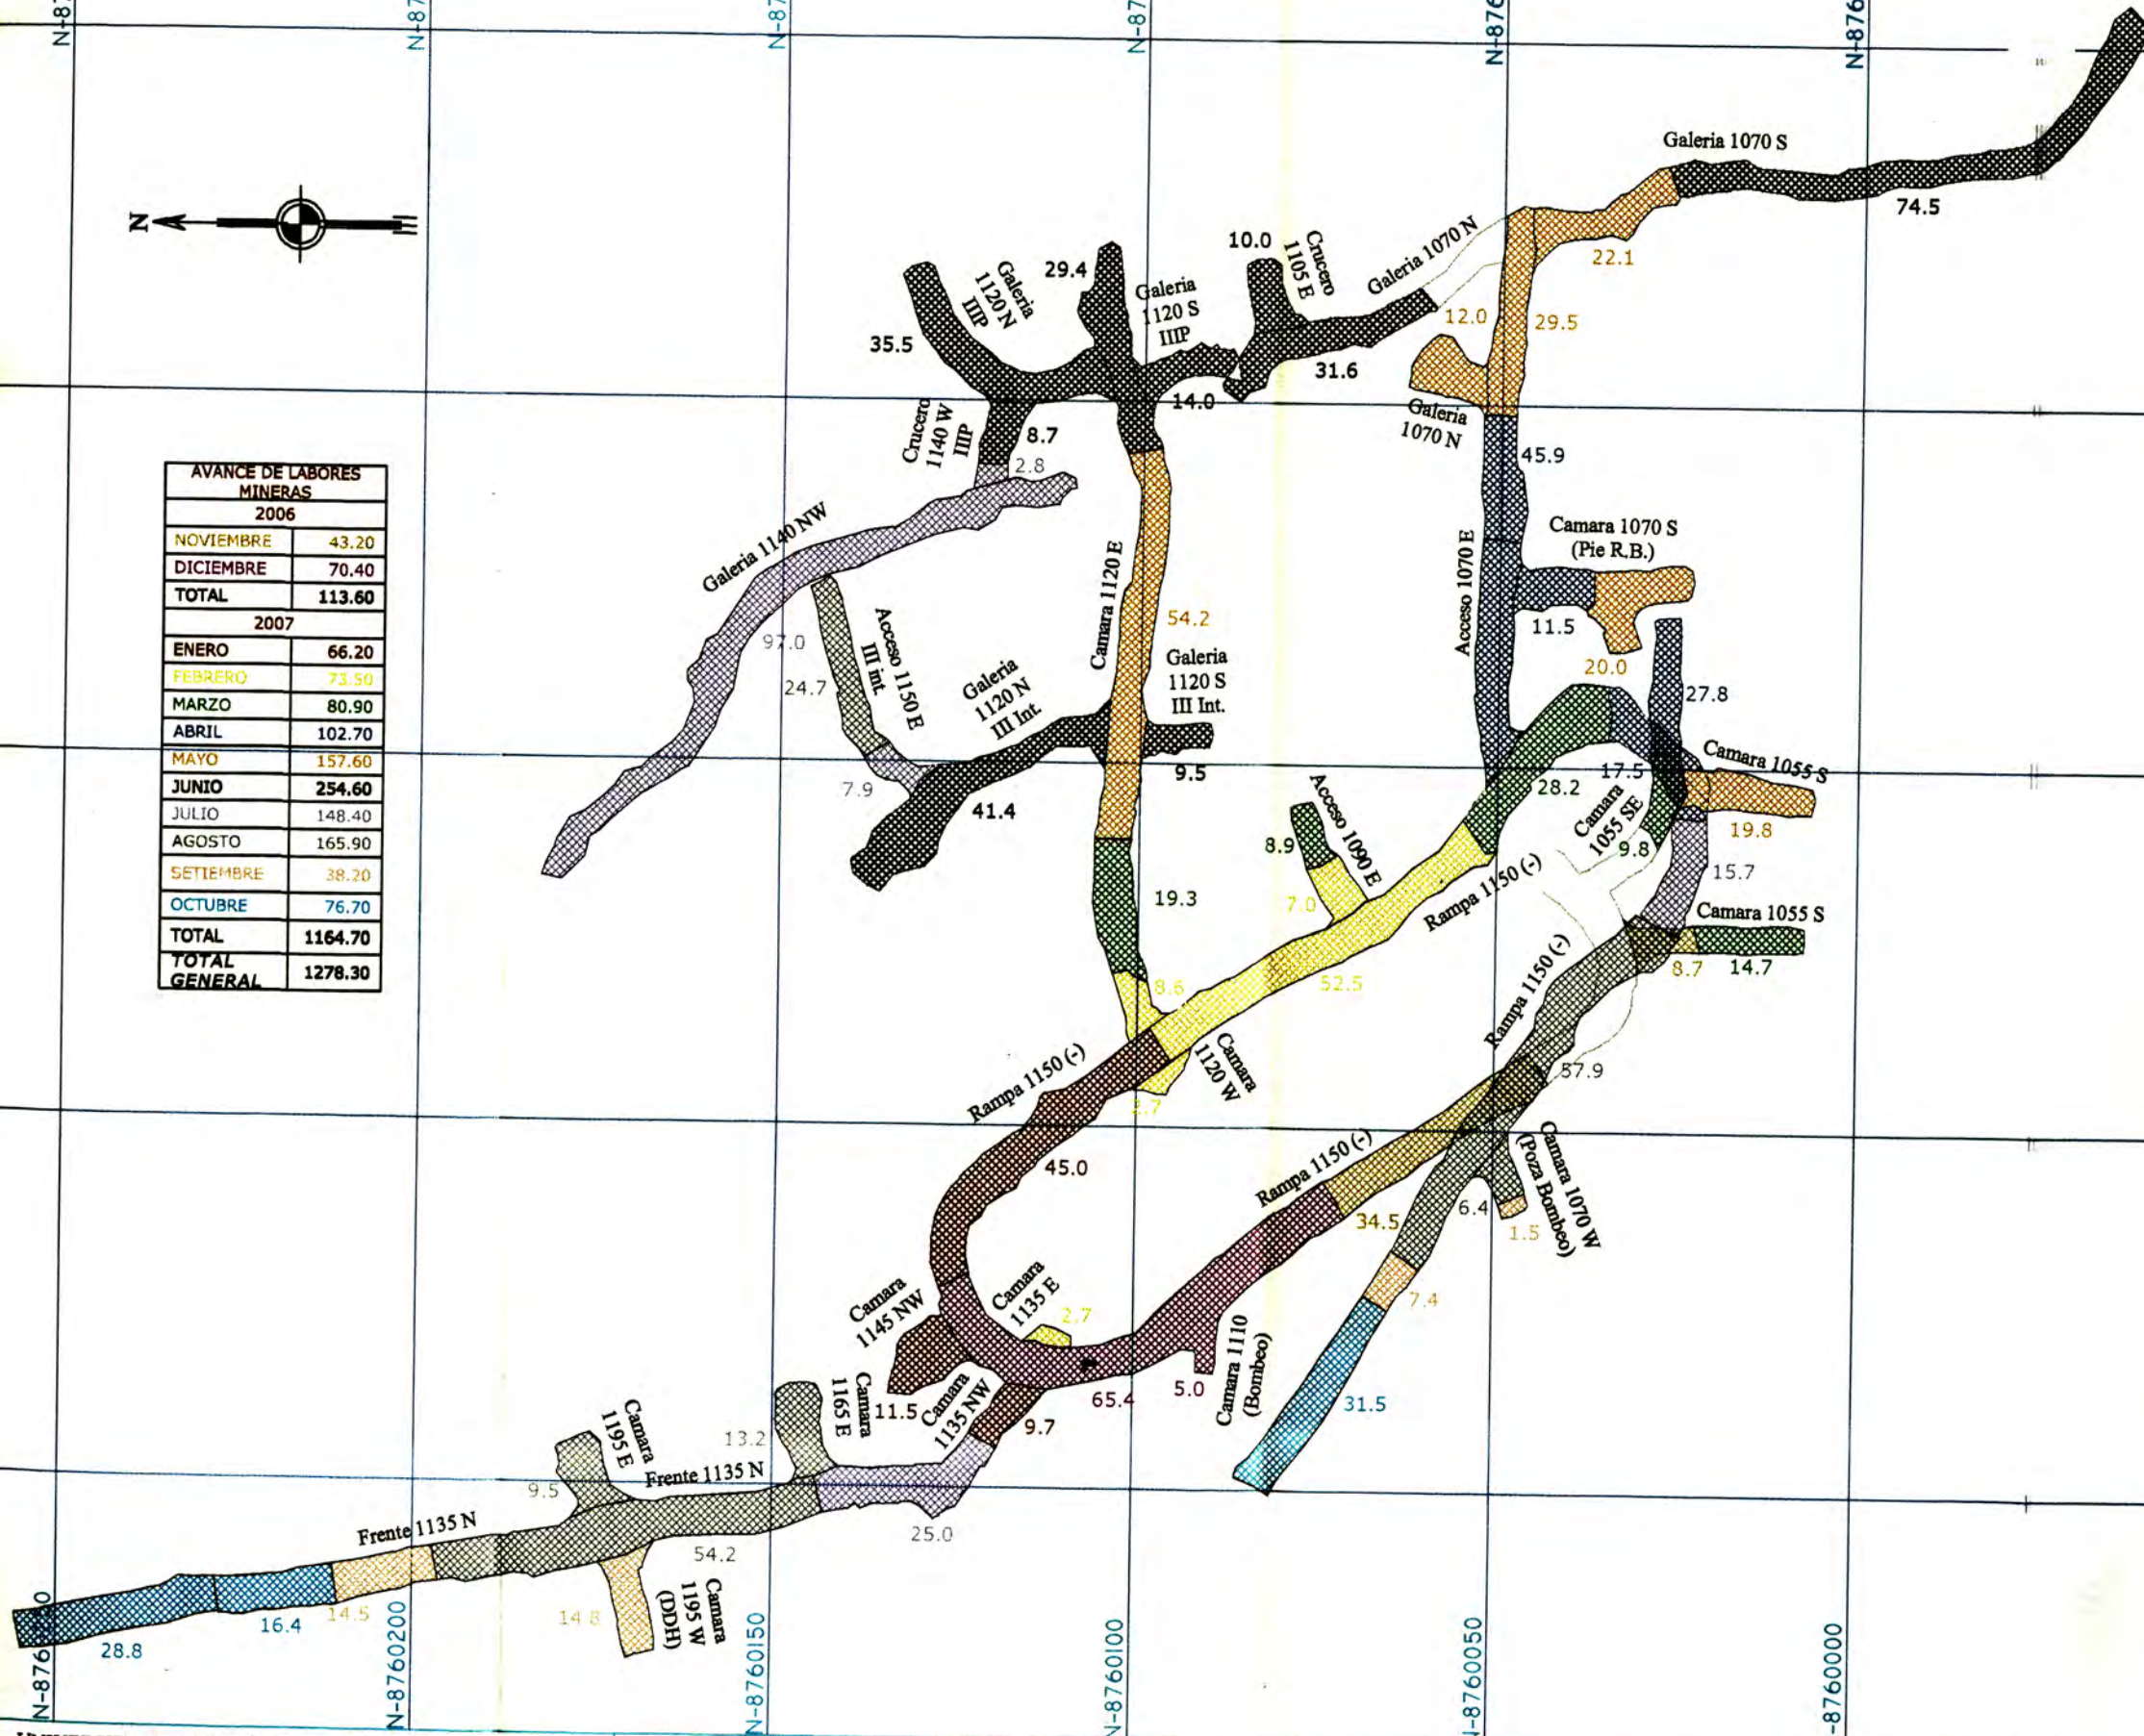 N-87
N-87
N-87
N-876
N-876
N
Galeria 1070 S
74.5
22.1
10.0
Crucero
1105 E
Galeria 1070 N
12.0
29.5
29.4
Galeria
1120 N
IIIP
Galeria
1120 S
IIIP
35.5
31.6
14.0
Galeria
1070 N
Crucero
1140 W
IIIP
8.7
2.8
45.9
AVANCE DE LABORES
MINERAS
2006
NOVIEMBRE 43.20
DICIEMBRE 70.40
TOTAL 113.60
2007
ENERO 66.20
FEBRERO 73.50
MARZO 80.90
ABRIL 102.70
MAYO 157.60
JUNIO 254.60
JULIO 148.40
AGOSTO 165.90
SETIEMBRE 38.20
OCTUBRE 76.70
TOTAL 1164.70
TOTAL
GENERAL 1278.30
Galeria 1140 NW
97.0
Camara 1120 E
54.2
Acceso 1070 E
Camara 1070 S
(Pie R.B.)
11.5
20.0
24.7
Acceso 1150 E
III int.
Galeria
1120 N
III Int.
Galeria
1120 S
III Int.
27.8
7.9
41.4
9.5
Acceso 1090 E
28.2
17.5
Camara 1055 S
Camara
1055 SE
19.8
8.9
9.8
7.0
19.3
Rampa 1150 (-)
15.7
Camara 1055 S
8.7
14.7
8.6
52.5
Rampa 1150 (-)
57.9
Rampa 1150 (-)
Camara
1120 W
2.7
45.0
Rampa 1150 (-)
34.5
6.4
1.5
Camara 1070 W
(Poza Bombeo)
7.4
Camara
1145 NW
Camara
1135 E
2.7
31.5
Camara 1110
(Bombeo)
5.0
65.4
11.5
Camara
1135 NW
9.7
Camara
1165 E
13.2
Camara
1195 E
Frente 1135 N
9.5
25.0
Frente 1135 N
54.2
14.8
Camara
1195 W
(DDH)
14.5
16.4
28.8
N-8760200
N-8760150
N-8760100
N-8760050
N-8760000